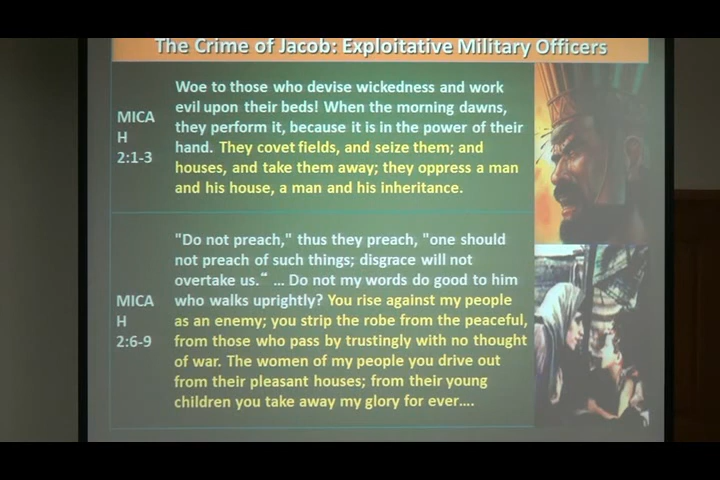 The Crime of Jacob: Exploitative Military Officers
MICA
H
2:1-3
Woe to those who devise wickedness and work
evil upon their beds! When the morning dawns,
they perform it, because it is in the power of their
hand. They covet fields, and seize them; and
houses, and take them away; they oppress a man
and his house, a man and his inheritance.
MICA
H
2:6-9
"Do not preach," thus they preach, "one should
not preach of such things; disgrace will not
overtake us.“ … Do not my words do good to him
who walks uprightly? You rise against my people
as an enemy; you strip the robe from the peaceful,
from those who pass by trustingly with no thought
of war. The women of my people you drive out
from their pleasant houses; from their young
children you take away my glory for ever….